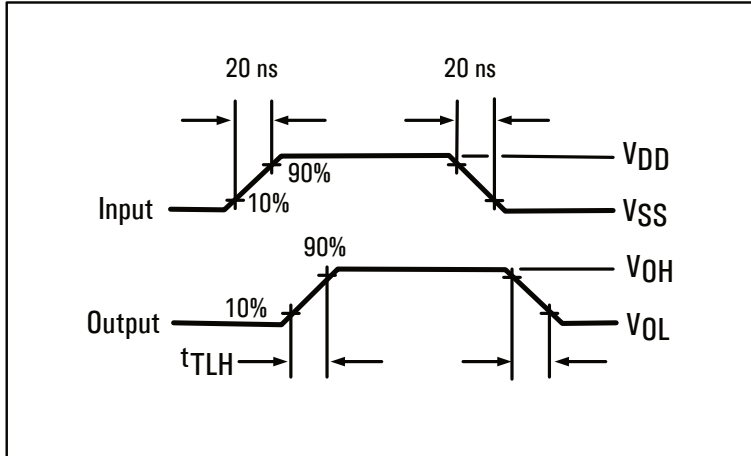 20 ns
20 ns
90%
VDD
Input
10%
VSS
90%
VOH
Output
10%
VOL
tTLH